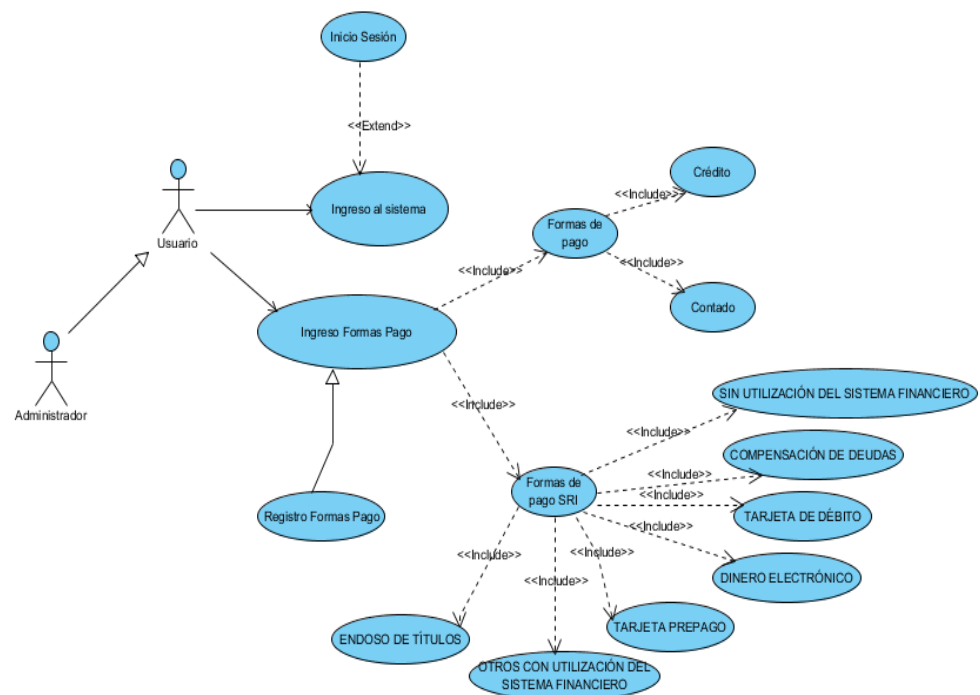 Inicio Sesión
<<Extend>>
Ingreso al sistema
Usuario
Administrador
Crédito
<<Include>>
Formas de
pago
<<Include>>
<<Include>>
Contado
Ingreso Formas Pago
<<Include>>
SIN UTILIZACIÓN DEL SISTEMA FINANCIERO
<<Include>>
COMPENSACIÓN DE DEUDAS
<<Include>>
Formas de
pago SRI
<<Include>>
TARJETA DE DÉBITO
Registro Formas Pago
<<Include>>
DINERO ELECTRÓNICO
<<Include>>
<<Include>>
<<Include>>
ENDOSO DE TÍTULOS
TARJETA PREPAGO
OTROS CON UTILIZACIÓN DEL
SISTEMA FINANCIERO